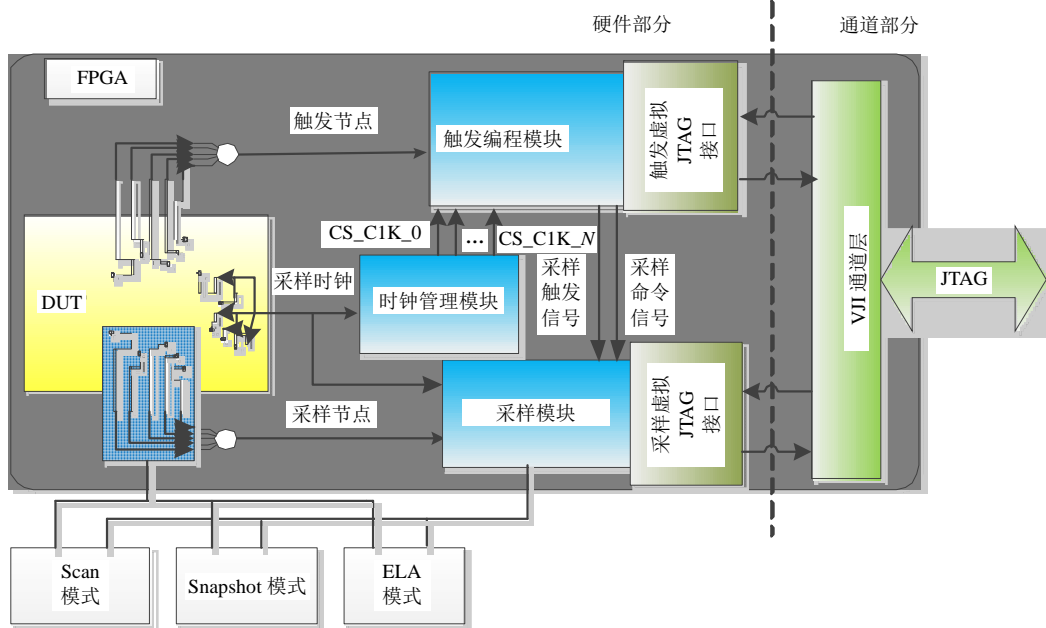 硬件部分
通道部分
FPGA
触发节点
触发编程模块
触发虚拟
JTAG
接口
CS_C1K_0
...
CS_C1K_N
采样时钟
时钟管理模块
采样
触发
信号
采样
命令
信号
DUT
VJI 通道层
JTAG
采样节点
采样模块
采样虚拟
JTAG
接口
Scan
模式
Snapshot 模式
ELA
模式